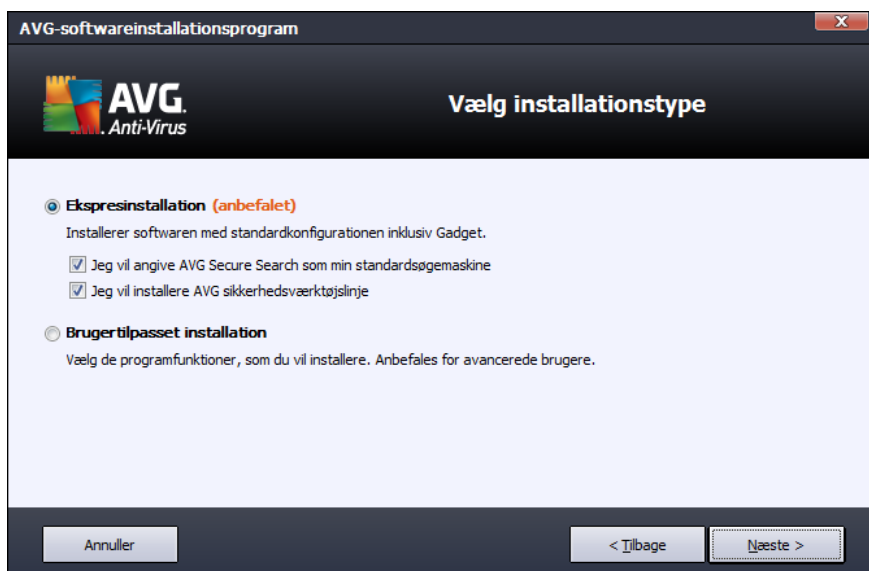 AVG-softwareinstallationsprogram
X
AVG.
Anti-Virus
Vælg installationstype
Ekspresinstallation (anbefalet)
Installerer softwaren med standardkonfigurationen inklusiv Gadget.
Jeg vil angive AVG Secure Search som min standardsøgemaskine
Jeg vil installere AVG sikkerhedsværktøjslinje
Brugertilpasset installation
Vælg de programfunktioner, som du vil installere. Anbefales for avancerede brugere.
Annuller
< Tilbage
Næste >